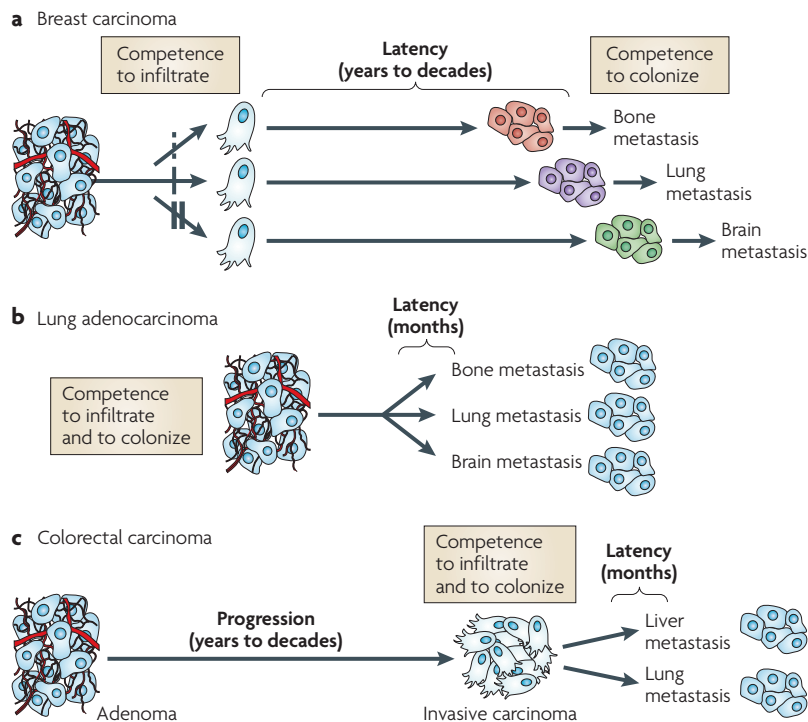 a Breast carcinoma
Competence
to infiltrate
Latency
(years to decades)
Competence
to colonize
Bone
metastasis
Lung
metastasis
Brain
metastasis
b Lung adenocarcinoma
Competence
to infiltrate
and to colonize
Latency
(months)
Bone metastasis
Lung metastasis
Brain metastasis
c Colorectal carcinoma
Progression
(years to decades)
Competence
to infiltrate
and to colonize
Latency
(months)
Liver
metastasis
Lung
metastasis
Adenoma
Invasive carcinoma